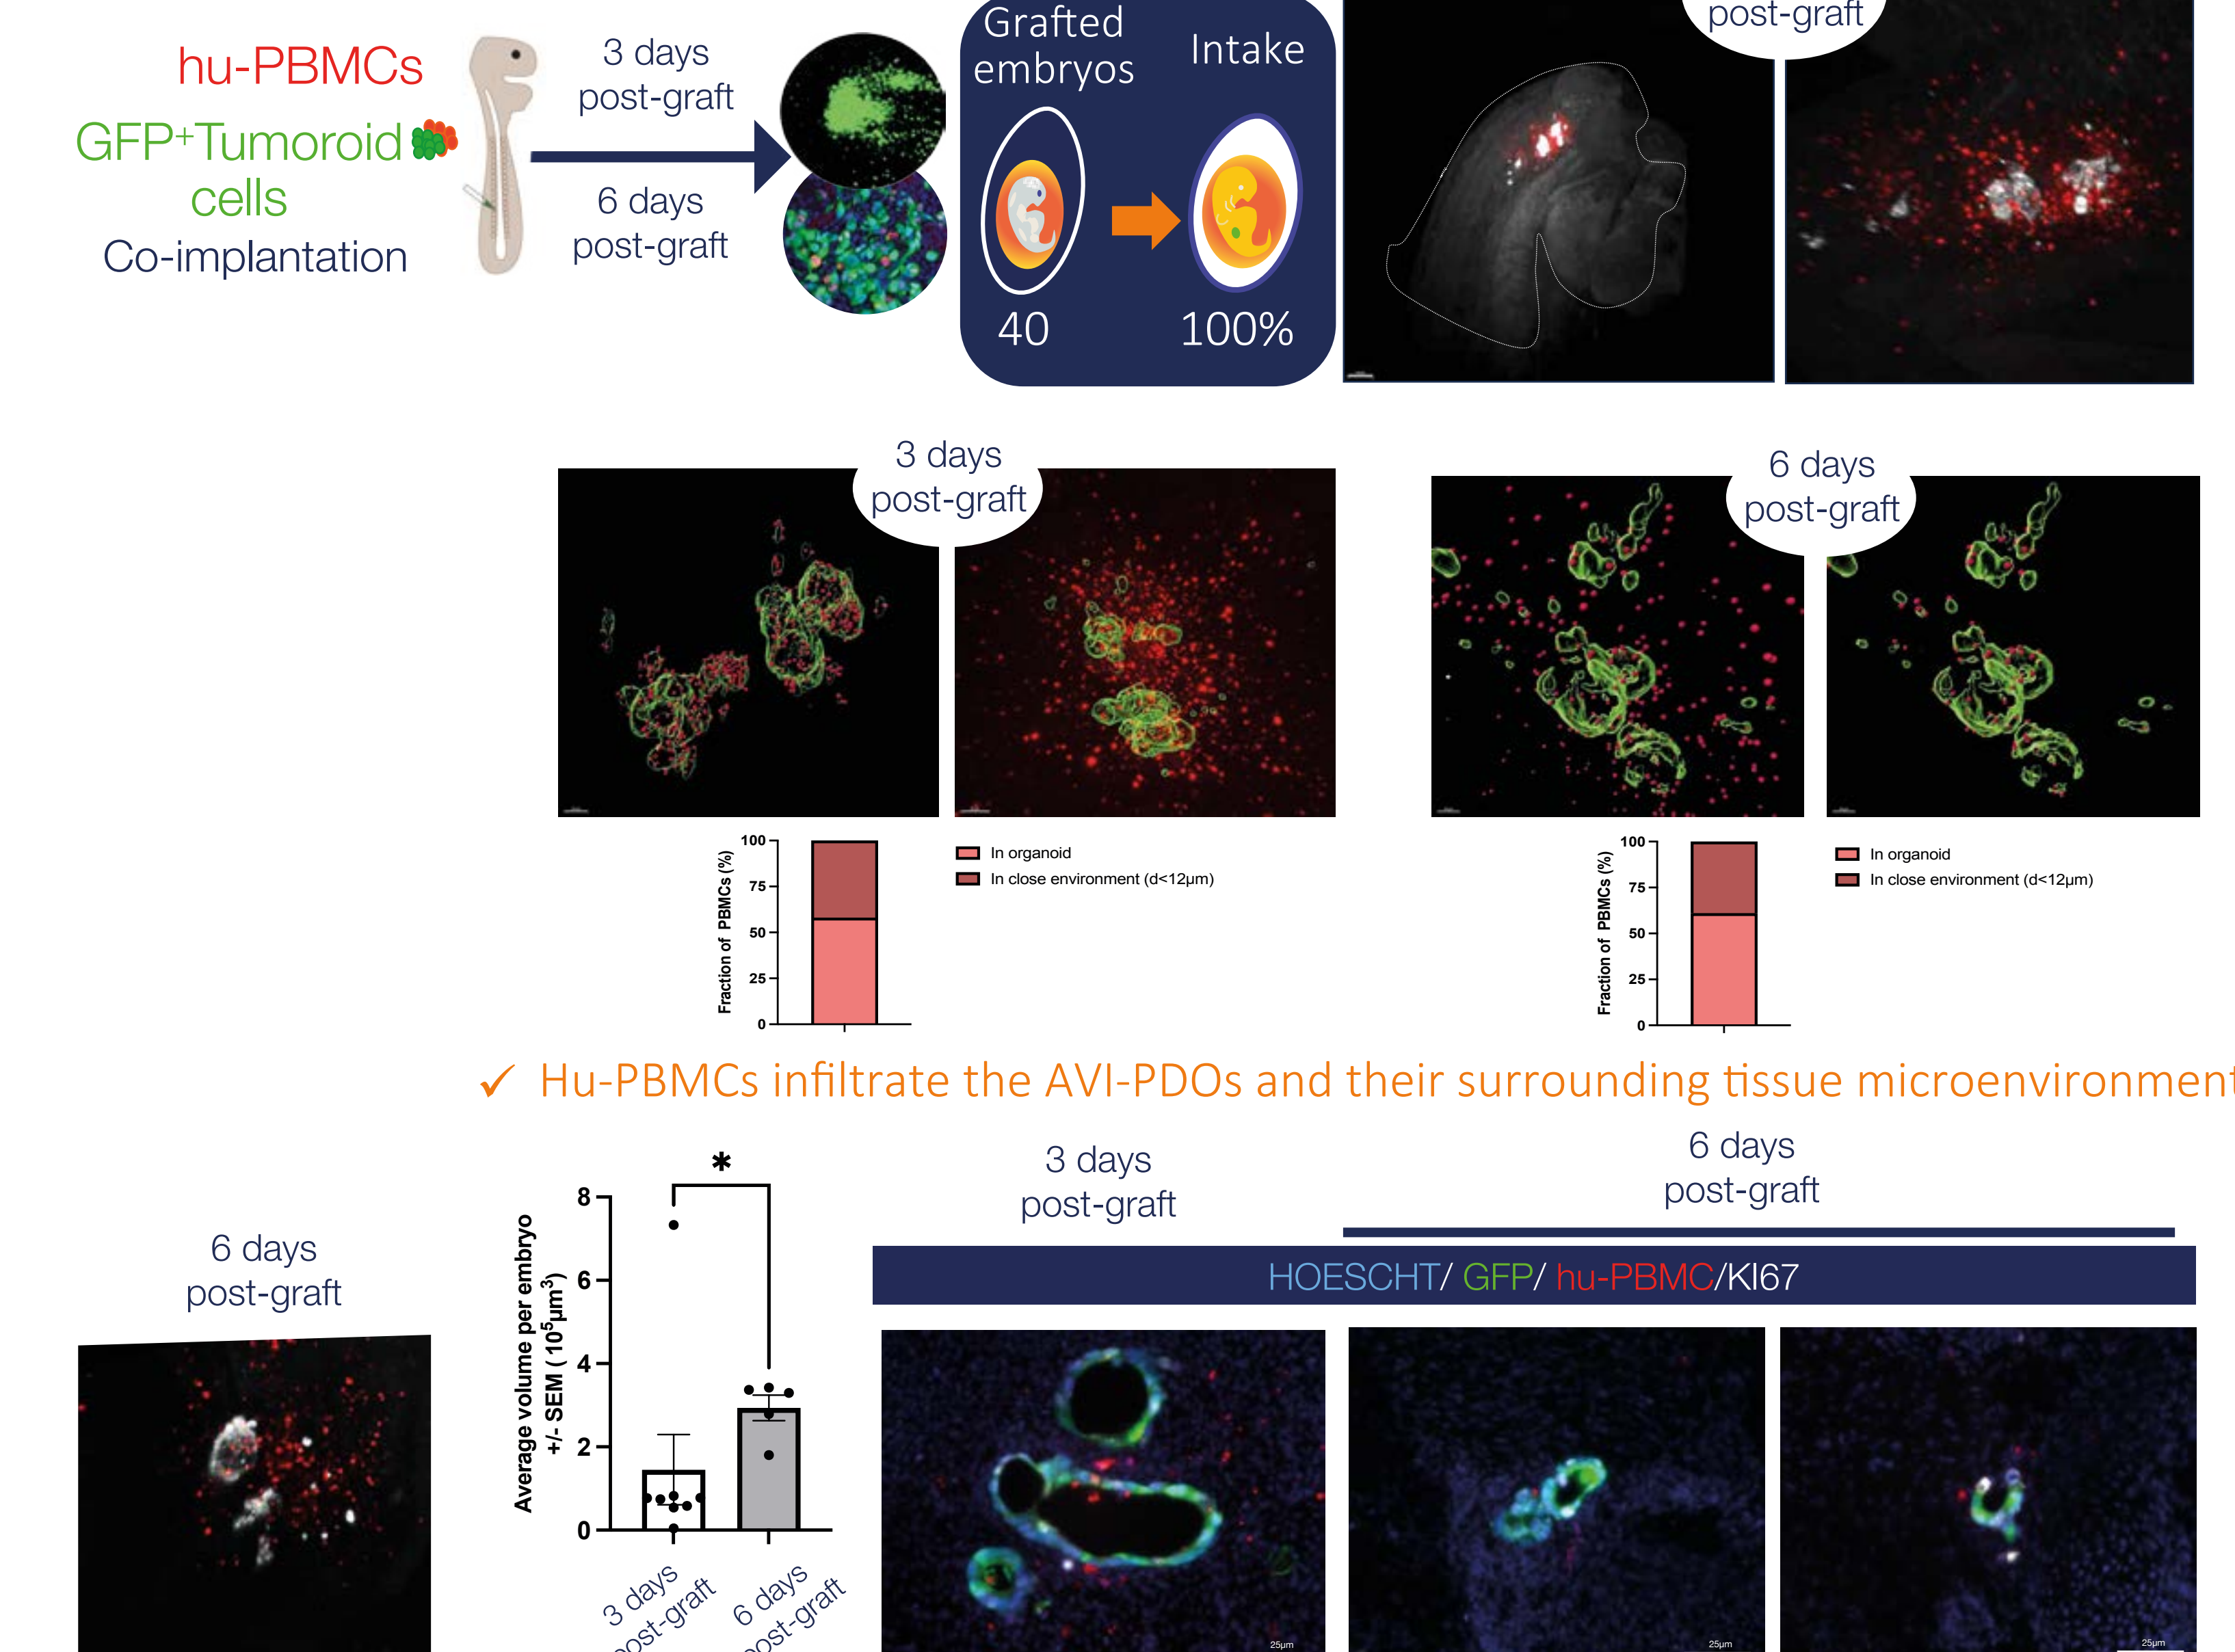 hu-PBMCs
GFP+Tumoroid
cells
Co-implantation
3 days
post-graft
6 days
post-graft
Grafted
embryos
Intake
40
100%
post-graft
3 days
post-graft
6 days
post-graft
Fraction of PBMCs (%)
100
75
50
25
0
In organoid
In close environment (d<12µm)
Fraction of PBMCs (%)
100
75
50
25
0
In organoid
In close environment (d<12µm)
✓ Hu-PBMCs infiltrate the AVI-PDOs and their surrounding tissue microenvironment
6 days
post-graft
Average volume per embryo
+/- SEM ( 10⁵µm³)
8
6
4
2
0
*
3 days
post-graft
6 days
post-graft
3 days
post-graft
6 days
post-graft
HOESCHT/ GFP/ hu-PBMC/KI67
25µm
25µm
25µm